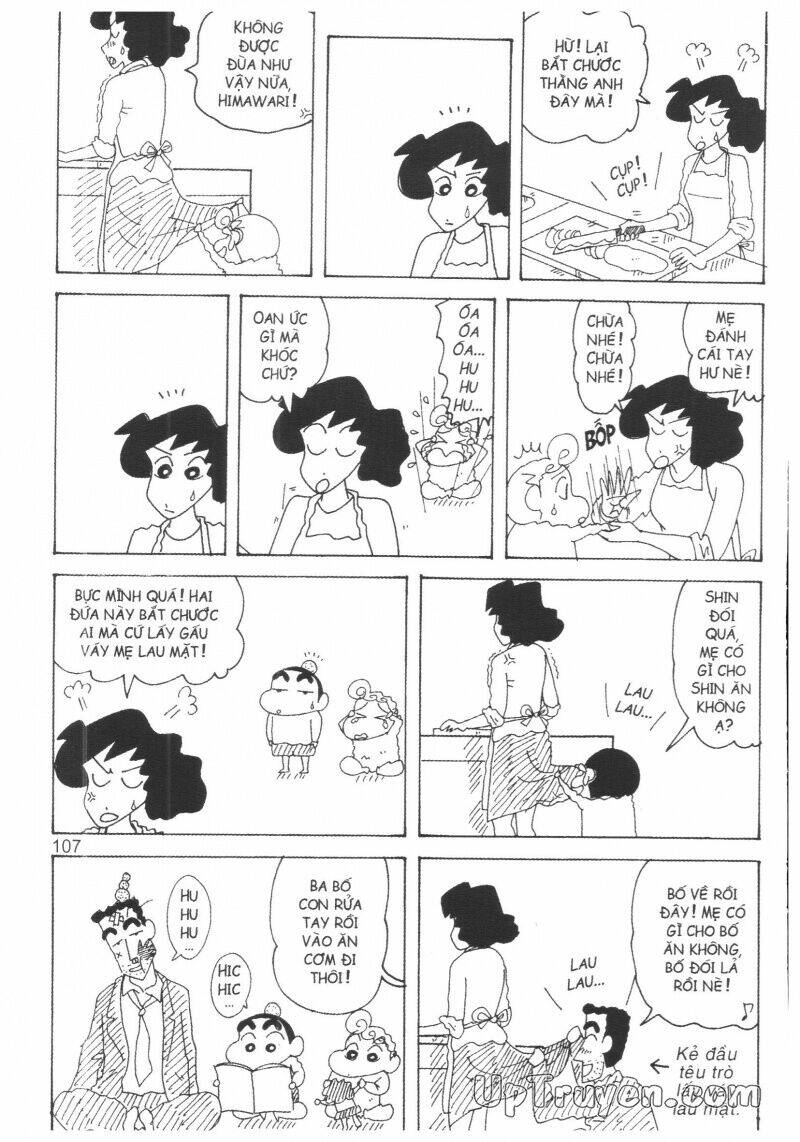 HỪ! LẠI
BẮT CHƯỚC
THẰNG ANH
ĐÂY MÀ!
CỤP!
CỤP!
KHÔNG
ĐƯỢC
ĐÙA NHƯ
VẬY NỮA,
HIMAWARI!
MẸ
ĐÁNH
CÁI TAY
HƯ NÈ!
CHỪA
NHÉ!
CHỪA
NHÉ!
BỐP
ÓA
ÓA
ÓA...
HU
HU
HU...
OAN ỨC
GÌ MÀ
KHÓC
CHỨ?
SHIN
ĐÓI
QUÁ,
MẸ CÓ
GÌ CHO
SHIN ĂN
KHÔNG
Ạ?
LAU
LAU...
BỰC MÌNH QUÁ! HAI
ĐỨA NÀY BẮT CHƯỚC
AI MÀ CỨ LẤY GẤU
VÁY MẸ LAU MẶT!
107
BỐ VỀ RỒI
ĐÂY! MẸ CÓ
GÌ CHO BỐ
ĂN KHÔNG,
BỐ ĐÓI LẢ
RỒI NÈ!
LAU
LAU...
Kẻ đầu
têu trò
lấy váy
lau mặt.
BA BỐ
CON RỬA
TAY RỒI
VÀO ĂN
CƠM ĐI
THÔI!
HU
HU
HU
...
HIC
HIC
...
UpTruyen.com